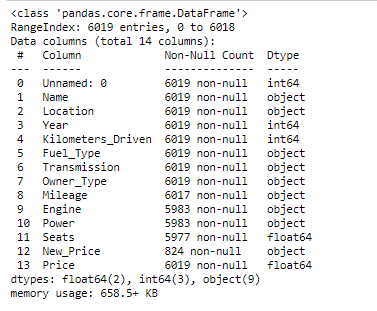 <class 'pandas.core.frame.DataFrame'>
RangeIndex: 6019 entries, 0 to 6018
Data columns (total 14 columns):
 #   Column             Non-Null Count  Dtype
---  ------             --------------  -----
 0   Unnamed: 0         6019 non-null   int64
 1   Name               6019 non-null   object
 2   Location           6019 non-null   object
 3   Year               6019 non-null   int64
 4   Kilometers_Driven  6019 non-null   int64
 5   Fuel_Type          6019 non-null   object
 6   Transmission       6019 non-null   object
 7   Owner_Type         6019 non-null   object
 8   Mileage            6017 non-null   object
 9   Engine             5983 non-null   object
 10  Power              5983 non-null   object
 11  Seats              5977 non-null   float64
 12  New_Price          824 non-null    object
 13  Price              6019 non-null   float64
dtypes: float64(2), int64(3), object(9)
memory usage: 658.5+ KB